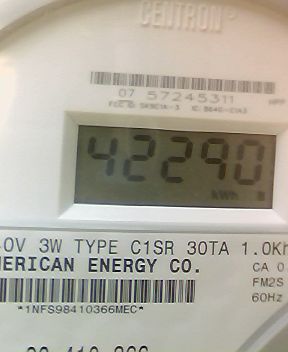 CENTRON®
07 57245311
42290
kWh
0V 3W TYPE C1SR 30TA 1.0Kh
MERICAN ENERGY CO.
CA 0.
FM2S
60Hz
*1NFS98410366MEC*